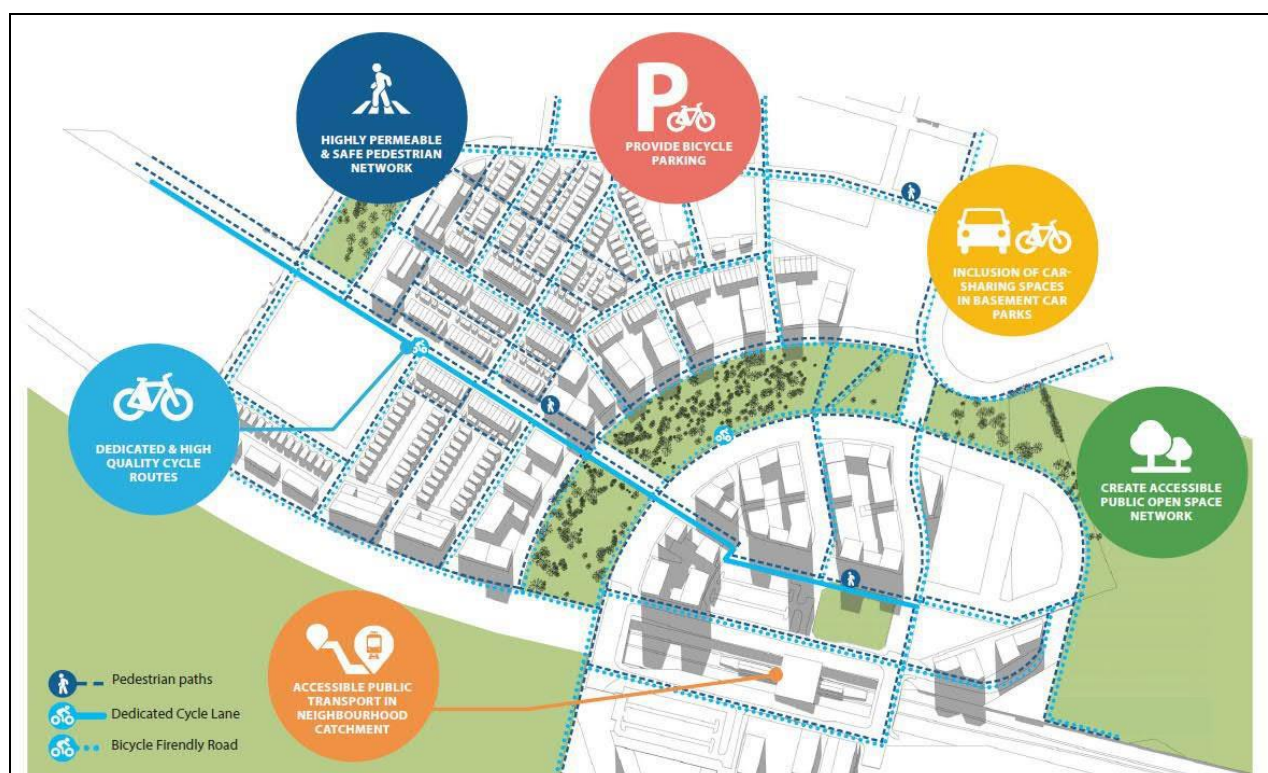 HIGHLY PERMEABLE
& SAFE PEDESTRIAN
NETWORK
P
PROVIDE BICYCLE
PARKING
INCLUSION OF CAR-
SHARING SPACES
IN BASEMENT CAR
PARKS
DEDICATED & HIGH
QUALITY CYCLE
ROUTES
CREATE ACCESSIBLE
PUBLIC OPEN SPACE
NETWORK
ACCESSIBLE PUBLIC
TRANSPORT IN
NEIGHBOURHOOD
CATCHMENT
Pedestrian paths
Dedicated Cycle Lane
Bicycle Firendly Road